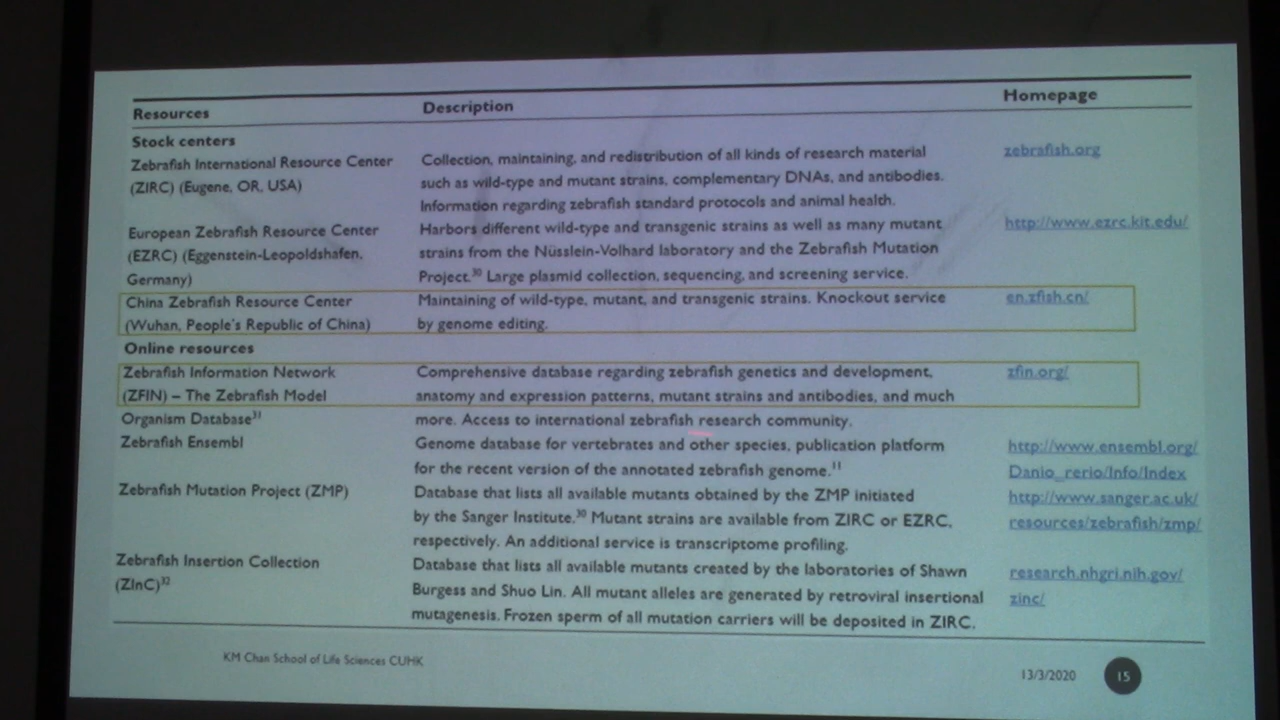 Resources Description Homepage
Stock centers
Zebrafish International Resource Center Collection, maintaining, and redistribution of all kinds of research material zebrafish.org
(ZIRC) (Eugene, OR, USA) such as wild-type and mutant strains, complementary DNAs, and antibodies.
Information regarding zebrafish standard protocols and animal health.
European Zebrafish Resource Center Harbors different wild-type and transgenic strains as well as many mutant http://www.ezrc.kit.edu/
(EZRC) (Eggenstein-Leopoldshafen, strains from the Nüsslein-Volhard laboratory and the Zebrafish Mutation
Germany) Project.30 Large plasmid collection, sequencing, and screening service.
China Zebrafish Resource Center Maintaining of wild-type, mutant, and transgenic strains. Knockout service en.zfish.cn/
(Wuhan, People's Republic of China) by genome editing.
Online resources
Zebrafish Information Network Comprehensive database regarding zebrafish genetics and development, zfin.org/
(ZFIN) – The Zebrafish Model anatomy and expression patterns, mutant strains and antibodies, and much
Organism Database31 more. Access to international zebrafish research community.
Zebrafish Ensembl Genome database for vertebrates and other species, publication platform http://www.ensembl.org/
for the recent version of the annotated zebrafish genome.11 Danio_rerio/Info/Index
Zebrafish Mutation Project (ZMP) Database that lists all available mutants obtained by the ZMP initiated http://www.sanger.ac.uk/
by the Sanger Institute.30 Mutant strains are available from ZIRC or EZRC, resources/zebrafish/zmp/
respectively. An additional service is transcriptome profiling.
Zebrafish Insertion Collection Database that lists all available mutants created by the laboratories of Shawn research.nhgri.nih.gov/
(ZInC)32 Burgess and Shuo Lin. All mutant alleles are generated by retroviral insertional zinc/
mutagenesis. Frozen sperm of all mutation carriers will be deposited in ZIRC.
KM Chan School of Life Sciences CUHK 13/3/2020 15